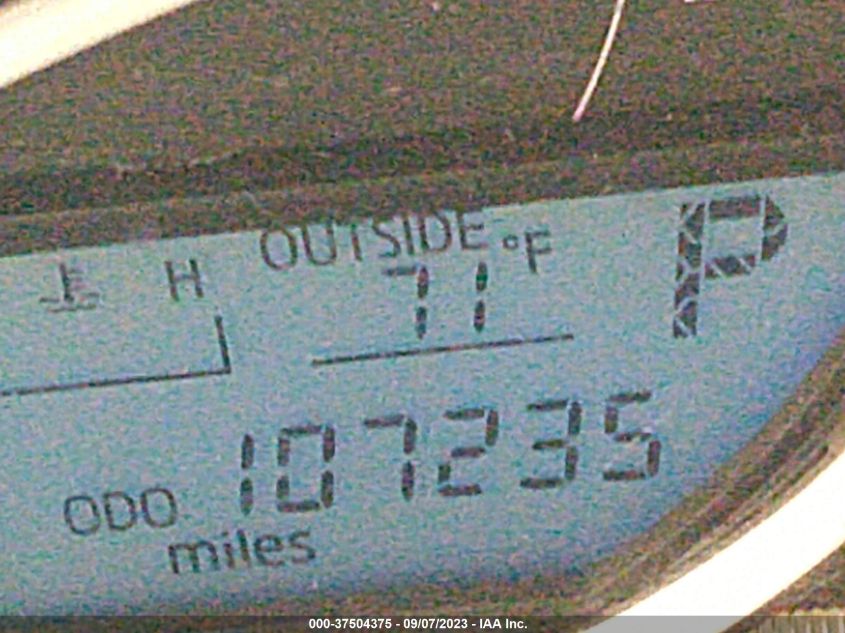 OUTSIDE °F
H 71 P
ODO 107235
miles
000-37504375 - 09/07/2023 - IAA Inc.